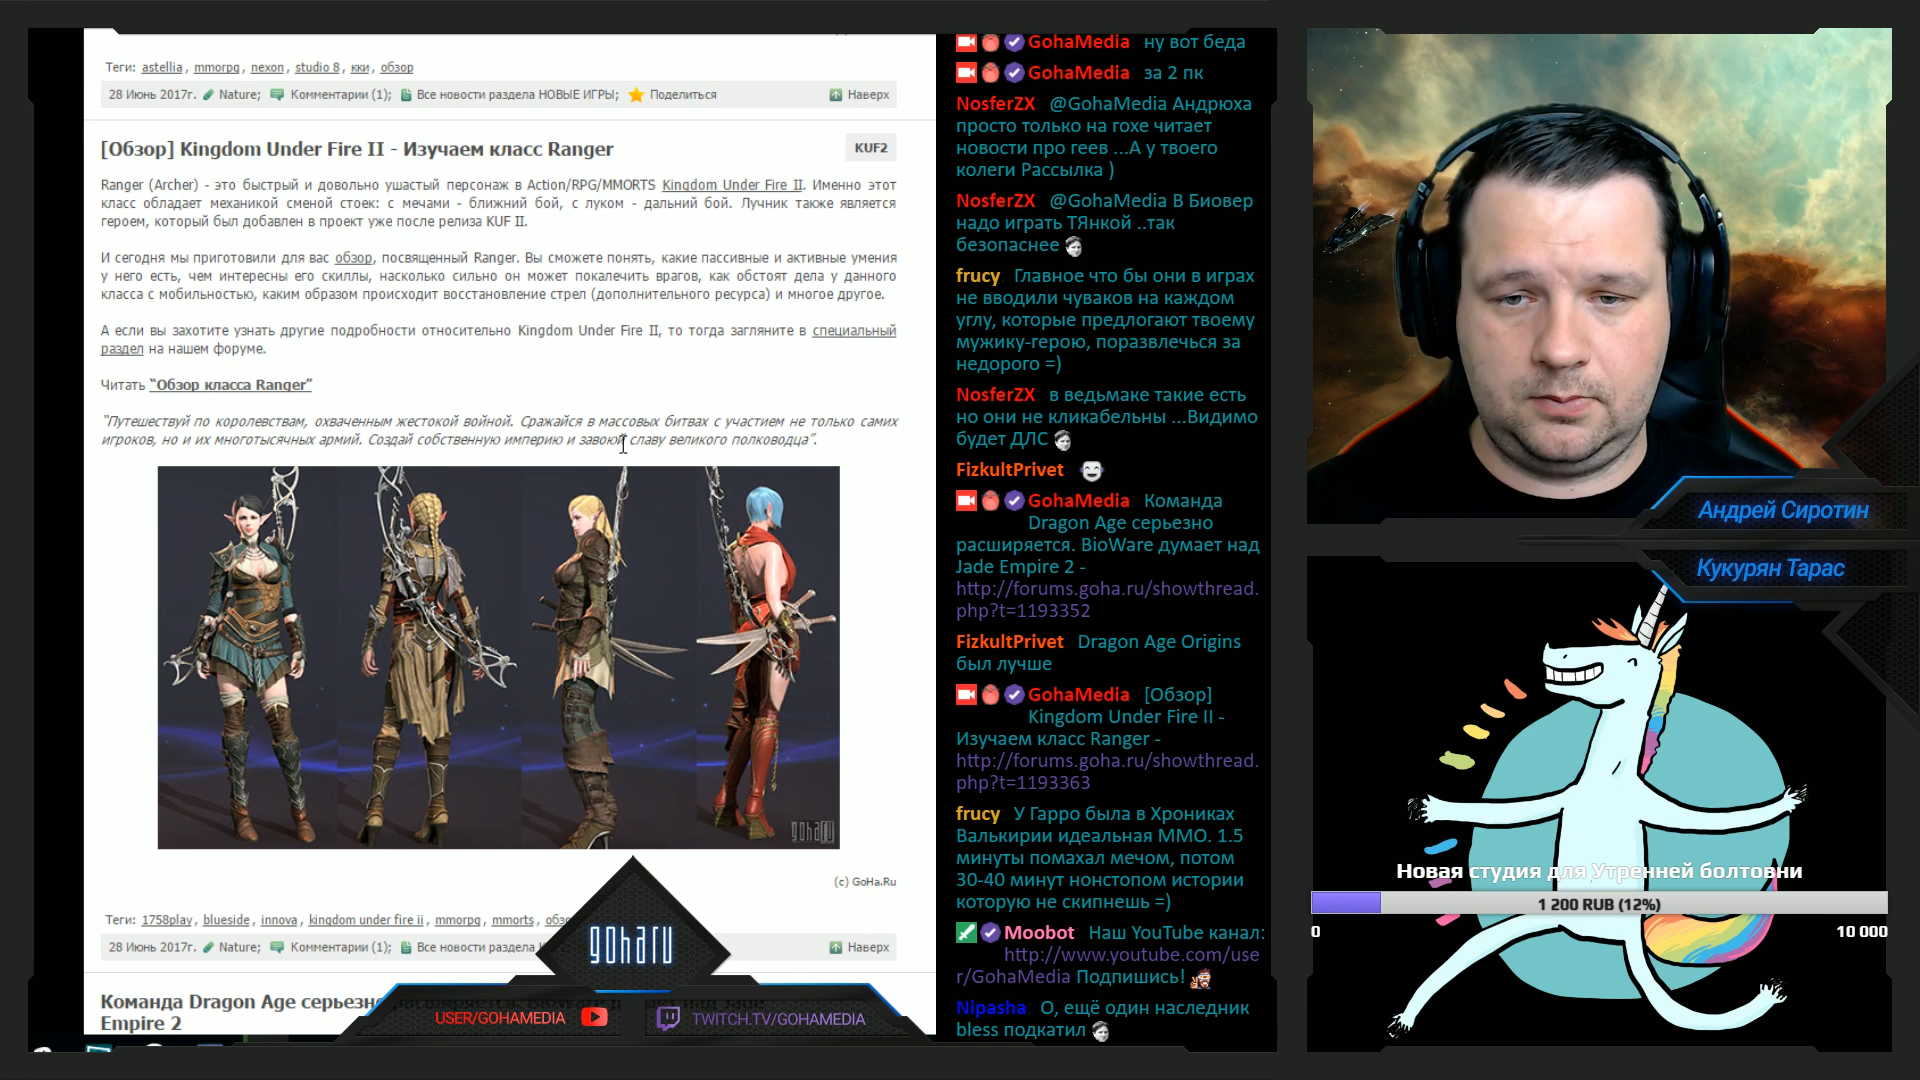 Теги: astellia, mmorpg, nexon, studio 8, кки, обзор
28 Июнь 2017г. Nature; Комментарии (1); Все новости раздела НОВЫЕ ИГРЫ; Поделиться Наверх
[Обзор] Kingdom Under Fire II - Изучаем класс Ranger
KUF2
Ranger (Archer) - это быстрый и довольно ушастый персонаж в Action/RPG/MMORTS Kingdom Under Fire II. Именно этот
класс обладает механикой сменой стоек: с мечами - ближний бой, с луком - дальний бой. Лучник также является
героем, который был добавлен в проект уже после релиза KUF II.
И сегодня мы приготовили для вас обзор, посвященный Ranger. Вы сможете понять, какие пассивные и активные умения
у него есть, чем интересны его скиллы, насколько сильно он может покалечить врагов, как обстоят дела у данного
класса с мобильностью, каким образом происходит восстановление стрел (дополнительного ресурса) и многое другое.
А если вы захотите узнать другие подробности относительно Kingdom Under Fire II, то тогда загляните в специальный
раздел на нашем форуме.
Читать "Обзор класса Ranger"
"Путешествуй по королевствам, охваченным жестокой войной. Сражайся в массовых битвах с участием не только самих
игроков, но и их многотысячных армий. Создай собственную империю и завоюй славу великого полководца".
goharu
(c) GoHa.Ru
Теги: 1758play, blueside, innova, kingdom under fire ii, mmorpg, mmorts,
28 Июнь 2017г. Nature; Комментарии (1); Все новости раздела Наверх
Команда Dragon Age
Empire 2
goharu
USER/GOHAMEDIA
TWITCH.TV/GOHAMEDIA
GohaMedia ну вот беда
GohaMedia за 2 пк
NosferZX @GohaMedia Андрюха
просто только на гохе читает
новости про геев ...А у твоего
колеги Рассылка )
NosferZX @GohaMedia В Биовер
надо играть ТЯнкой ..так
безопаснее
frucy Главное что бы они в играх
не вводили чуваков на каждом
углу, которые предлогают твоему
мужику-герою, поразвлечься за
недорого =)
NosferZX в ведьмаке такие есть
но они не кликабельны ...Видимо
будет ДЛС
FizkultPrivet
GohaMedia Команда
Dragon Age серьезно
расширяется. BioWare думает над
Jade Empire 2 -
http://forums.goha.ru/showthread.
php?t=1193352
FizkultPrivet Dragon Age Origins
был лучше
GohaMedia [Обзор]
Kingdom Under Fire II -
Изучаем класс Ranger -
http://forums.goha.ru/showthread.
php?t=1193363
frucy У Гарро была в Хрониках
Валькирии идеальная ММО. 1.5
минуты помахал мечом, потом
30-40 минут нонстопом истории
которую не скипнешь =)
Moobot Наш YouTube канал:
http://www.youtube.com/use
r/GohaMedia Подпишись!
Nipasha О, ещё один наследник
bless подкатил
Андрей Сиротин
Кукурян Тарас
Новая студия для Утренней болтовни
1 200 RUB (12%)
0
10 000